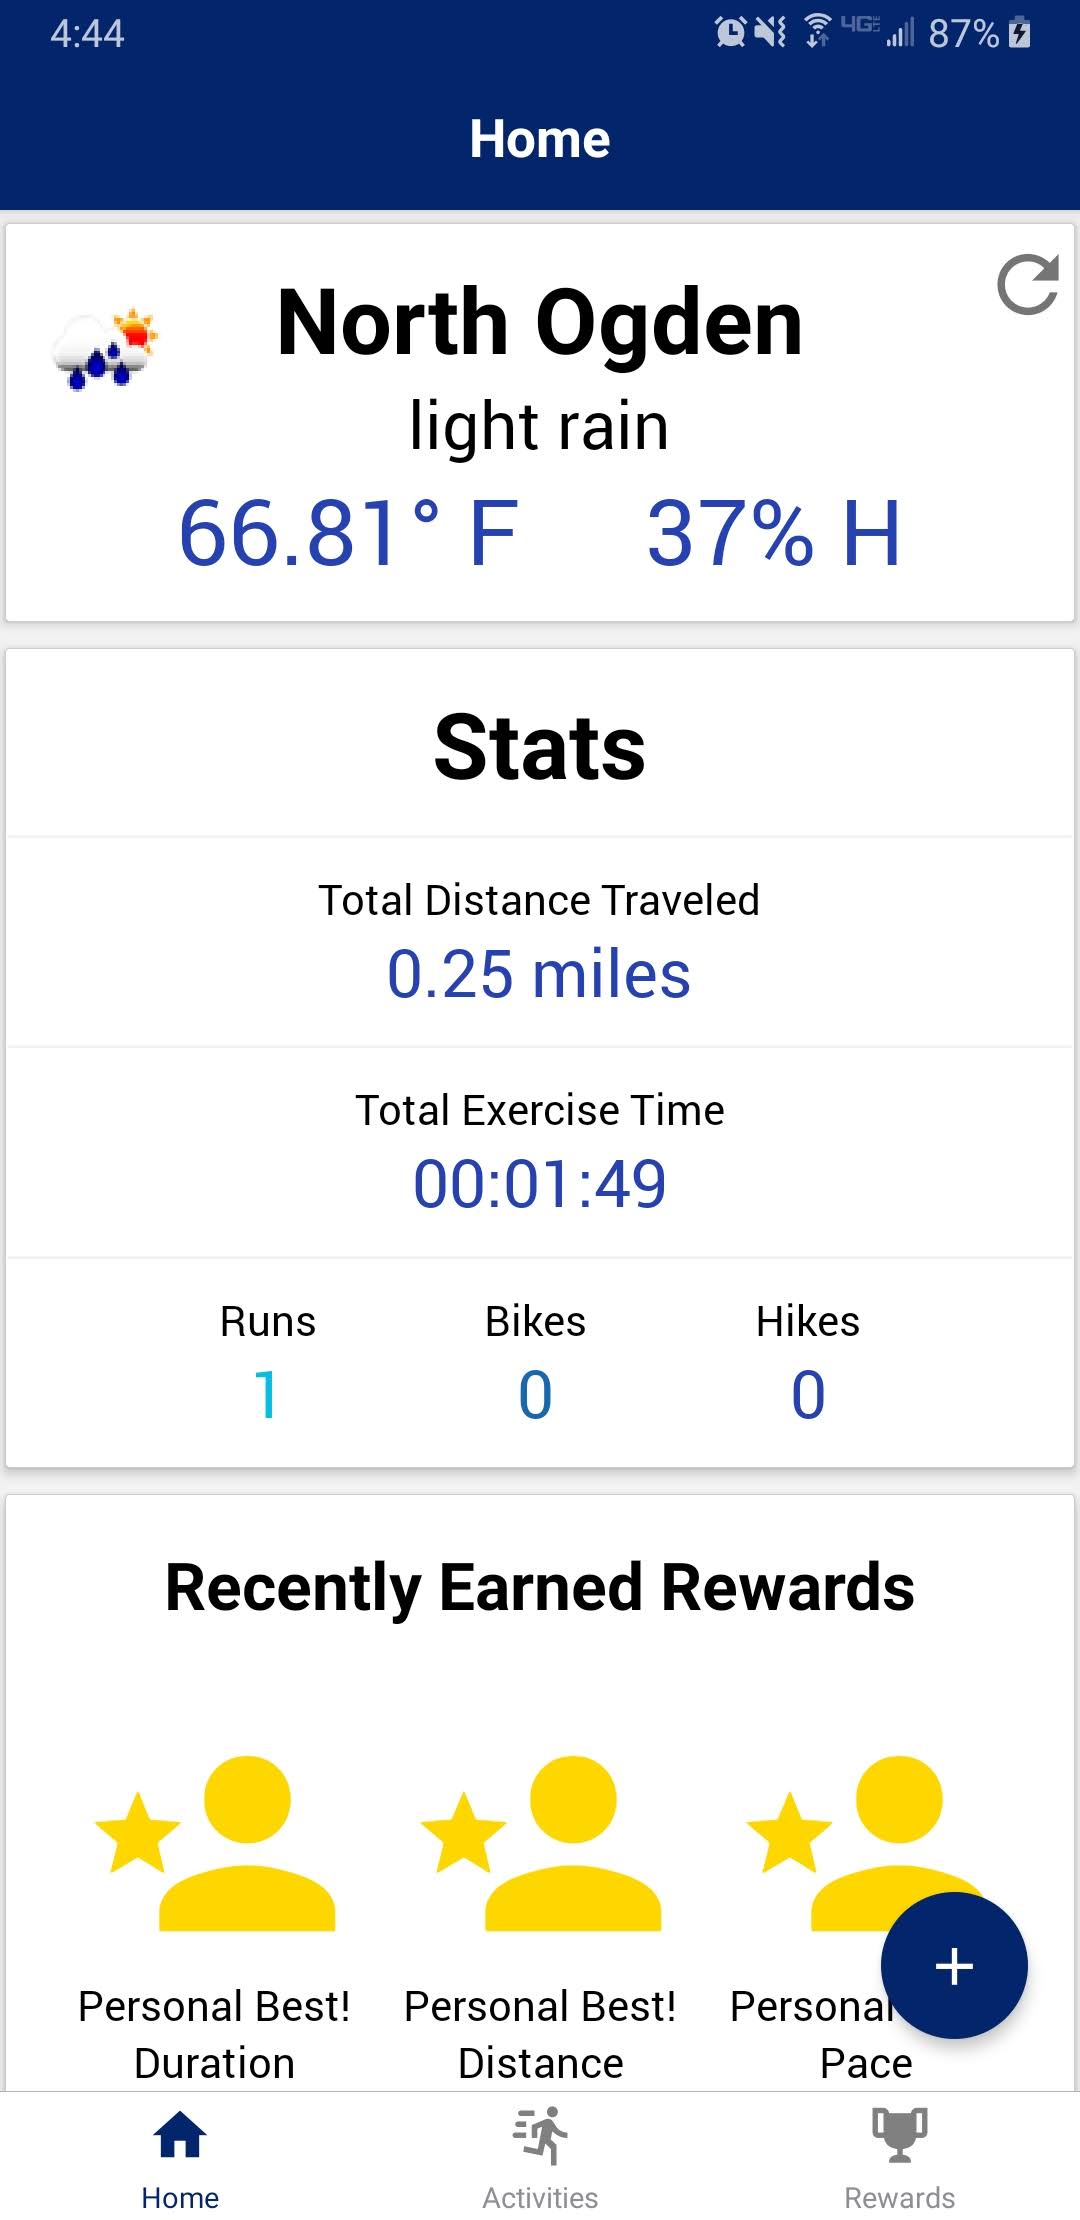 4:44
4G LTE 87%
Home
North Ogden
light rain
66.81° F 37% H
Stats
Total Distance Traveled
0.25 miles
Total Exercise Time
00:01:49
Runs Bikes Hikes
1 0 0
Recently Earned Rewards
Personal Best! Personal Best! Personal
Duration Distance Pace
+
Home Activities Rewards